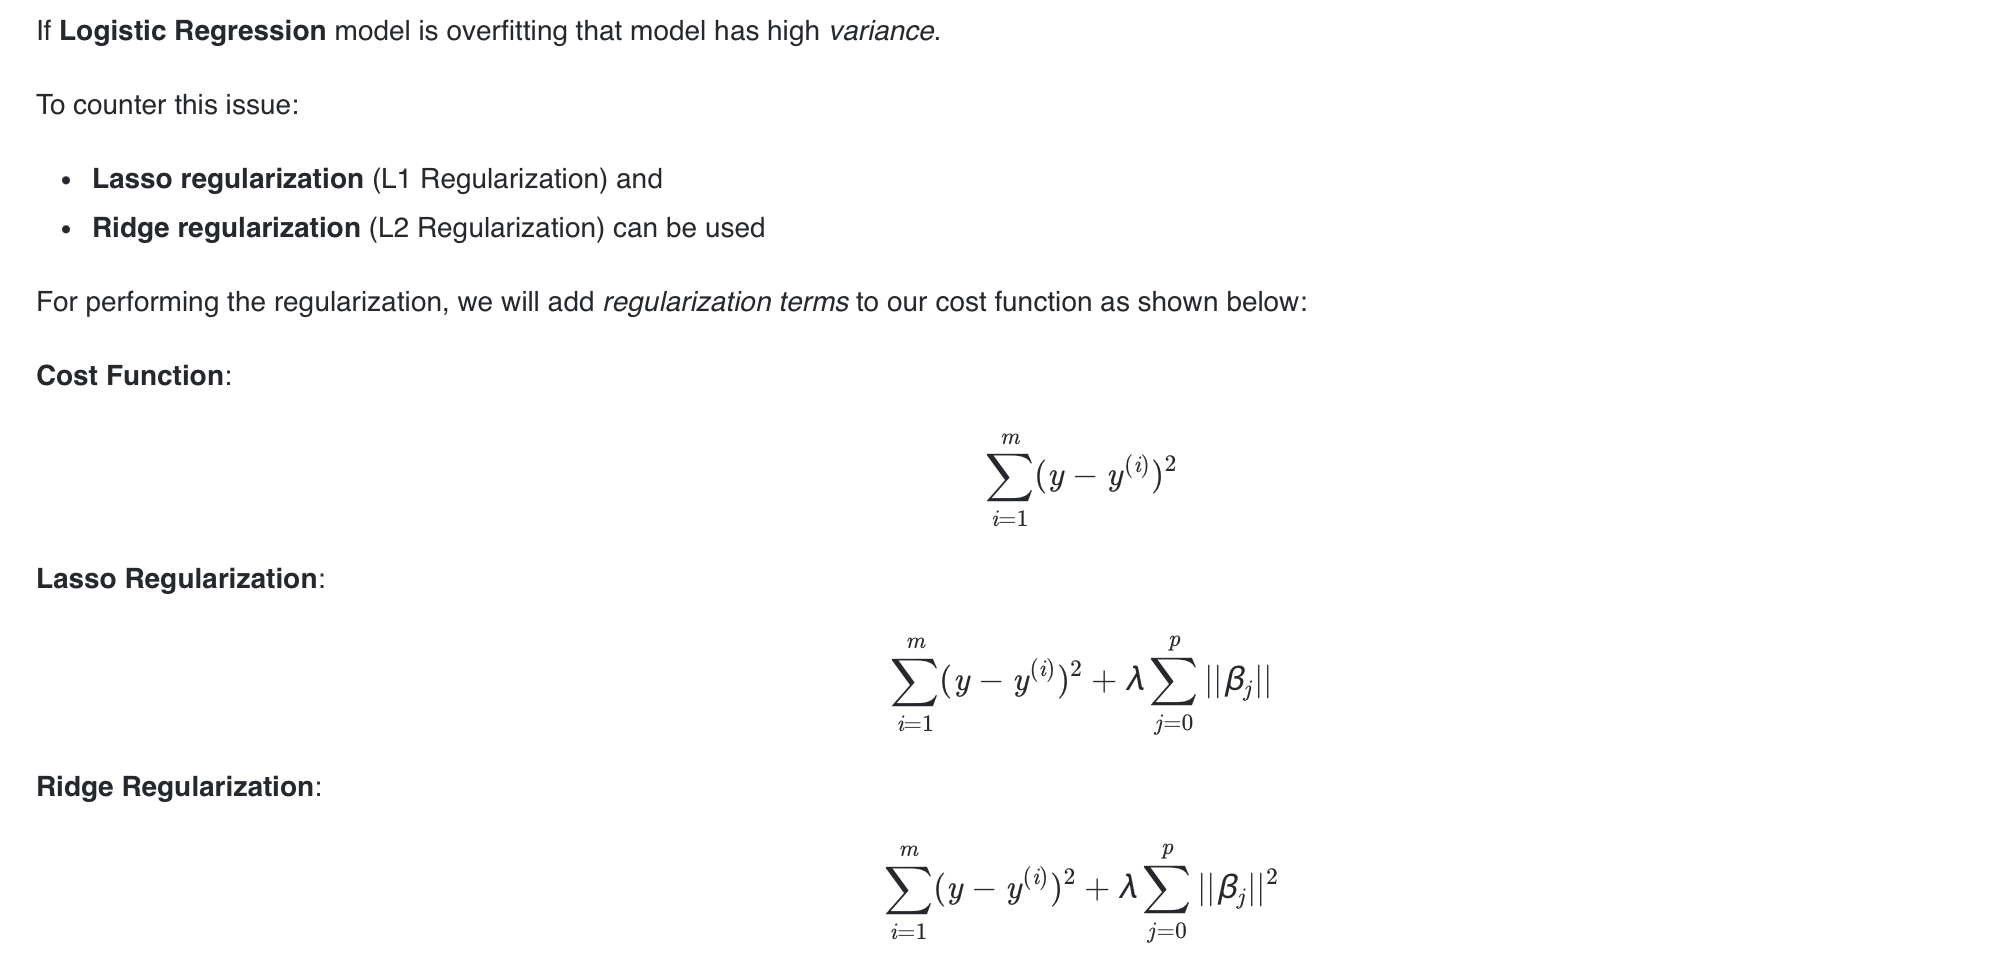 If Logistic Regression model is overfitting that model has high variance.
To counter this issue:
• Lasso regularization (L1 Regularization) and
• Ridge regularization (L2 Regularization) can be used
For performing the regularization, we will add regularization terms to our cost function as shown below:
Cost Function:
$$\sum_{i=1}^{m}(y - y^{(i)})^2$$
Lasso Regularization:
$$\sum_{i=1}^{m}(y - y^{(i)})^2 + \lambda \sum_{j=0}^{p} ||\beta_j||$$
Ridge Regularization:
$$\sum_{i=1}^{m}(y - y^{(i)})^2 + \lambda \sum_{j=0}^{p} ||\beta_j||^2$$